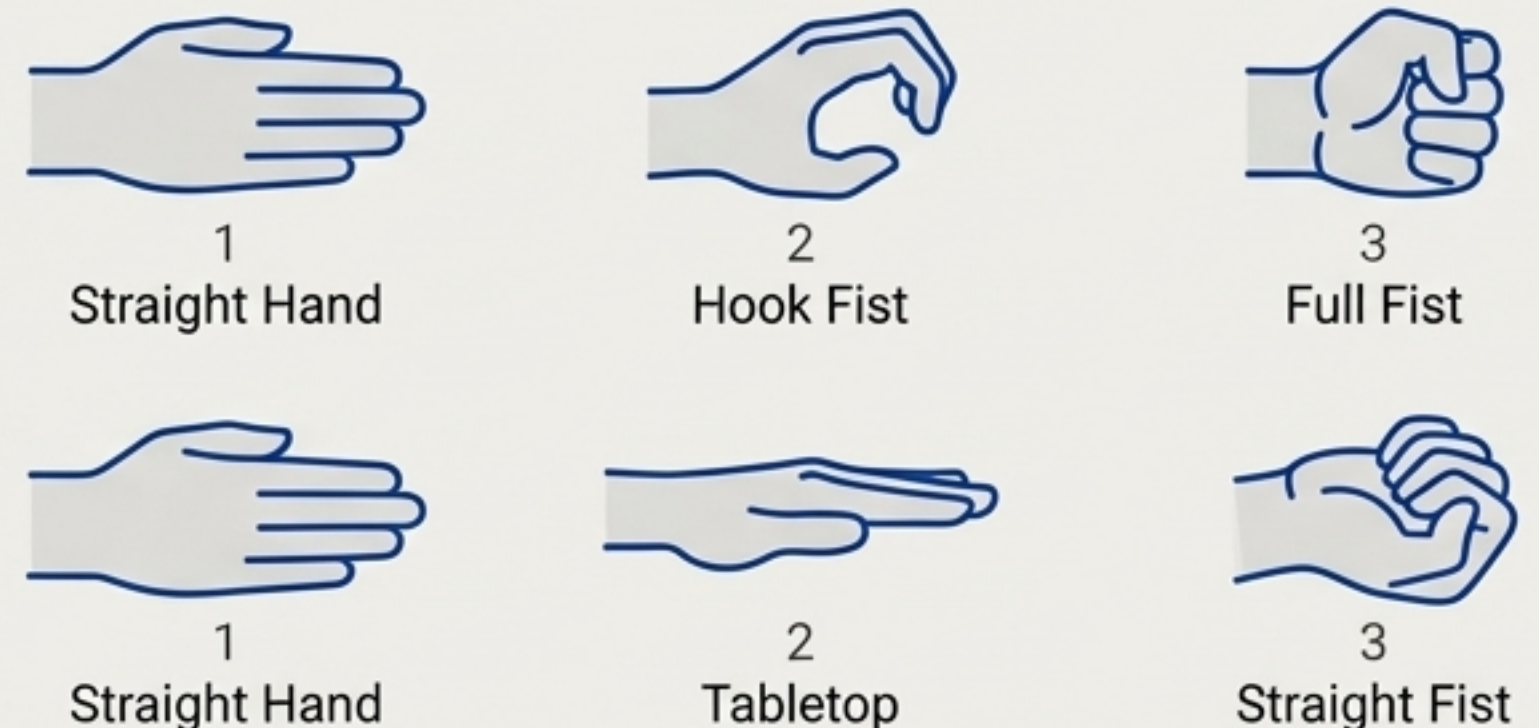 1
Straight Hand
2
Hook Fist
3
Full Fist
1
Straight Hand
2
Tabletop
3
Straight Fist